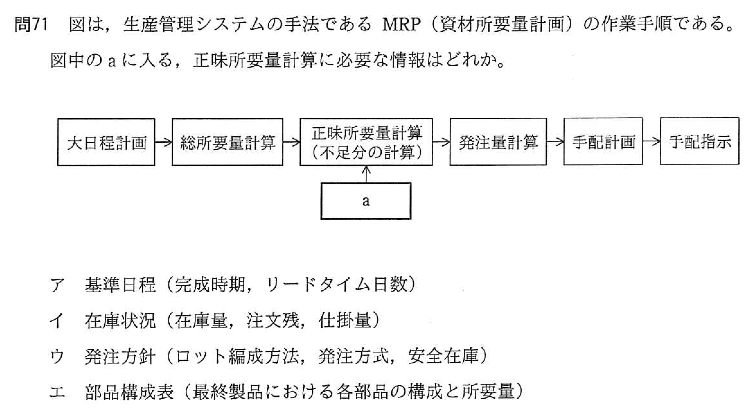 問71 図は，生産管理システムの手法である MRP（資材所要量計画）の作業手順である。
図中の a に入る，正味所要量計算に必要な情報はどれか。
大日程計画
総所要量計算
正味所要量計算
（不足分の計算）
発注量計算
手配計画
手配指示
a
ア 基準日程（完成時期，リードタイム日数）
イ 在庫状況（在庫量，注文残，仕掛量）
ウ 発注方針（ロット編成方法，発注方式，安全在庫）
エ 部品構成表（最終製品における各部品の構成と所要量）